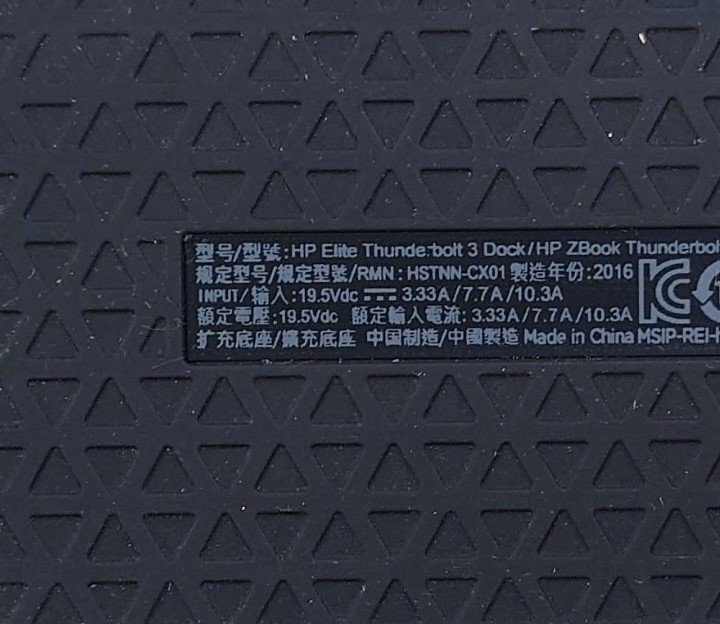 型号/型號:HP Elite Thunderbolt 3 Dock/HP ZBook Thunderbol
规定型号/規定型號/RMN : HSTNN-CX01 製造年份:2016
INPUT/輸入:19.5Vdc ⎓ 3.33A/7.7A/10.3A
額定電壓:19.5Vdc 額定輸入電流: 3.33A/7.7A/10.3A
扩充底座/擴充底座 中国制造/中國製造 Made in China MSIP-REI-